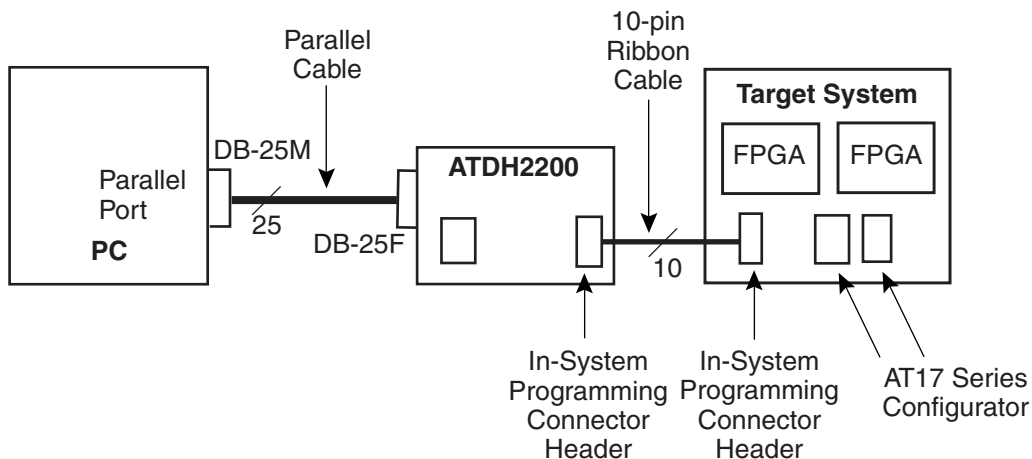 Parallel
Cable
10-pin
Ribbon
Cable
Target System
FPGA
FPGA
DB-25M
ATDH2200
Parallel
Port
PC
25
DB-25F
10
In-System
Programming
Connector
Header
In-System
Programming
Connector
Header
AT17 Series
Configurator